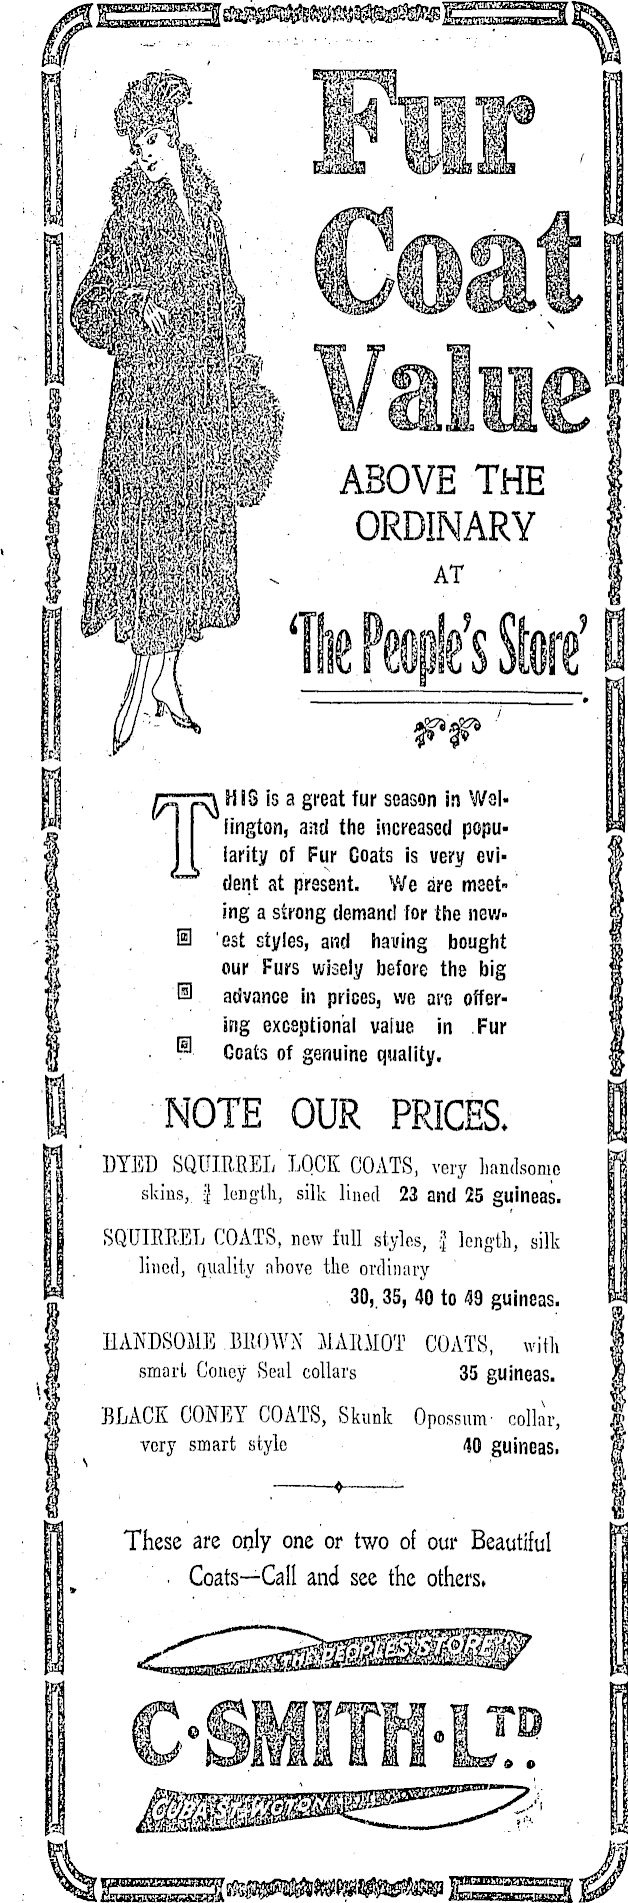 Fur
Coat
Value
ABOVE THE
ORDINARY
AT
'The People's Store'
THIS is a great fur season in Wel-
lington, and the increased popu-
larity of Fur Coats is very evi-
dent at present. We are meet-
ing a strong demand for the new-
est styles, and having bought
our Furs wisely before the big
advance in prices, we are offer-
ing exceptional value in Fur
Coats of genuine quality.
NOTE OUR PRICES.
DYED SQUIRREL LOCK COATS, very handsome
skins, ¾ length, silk lined 23 and 25 guineas.
SQUIRREL COATS, new full styles, ¾ length, silk
lined, quality above the ordinary
30, 35, 40 to 49 guineas.
HANDSOME BROWN MARMOT COATS, with
smart Coney Seal collars 35 guineas.
BLACK CONEY COATS, Skunk Opossum collar,
very smart style 40 guineas.
These are only one or two of our Beautiful
Coats—Call and see the others.
"THE PEOPLES STORE"
C·SMITH·LTD
CUBA ST. WGTON